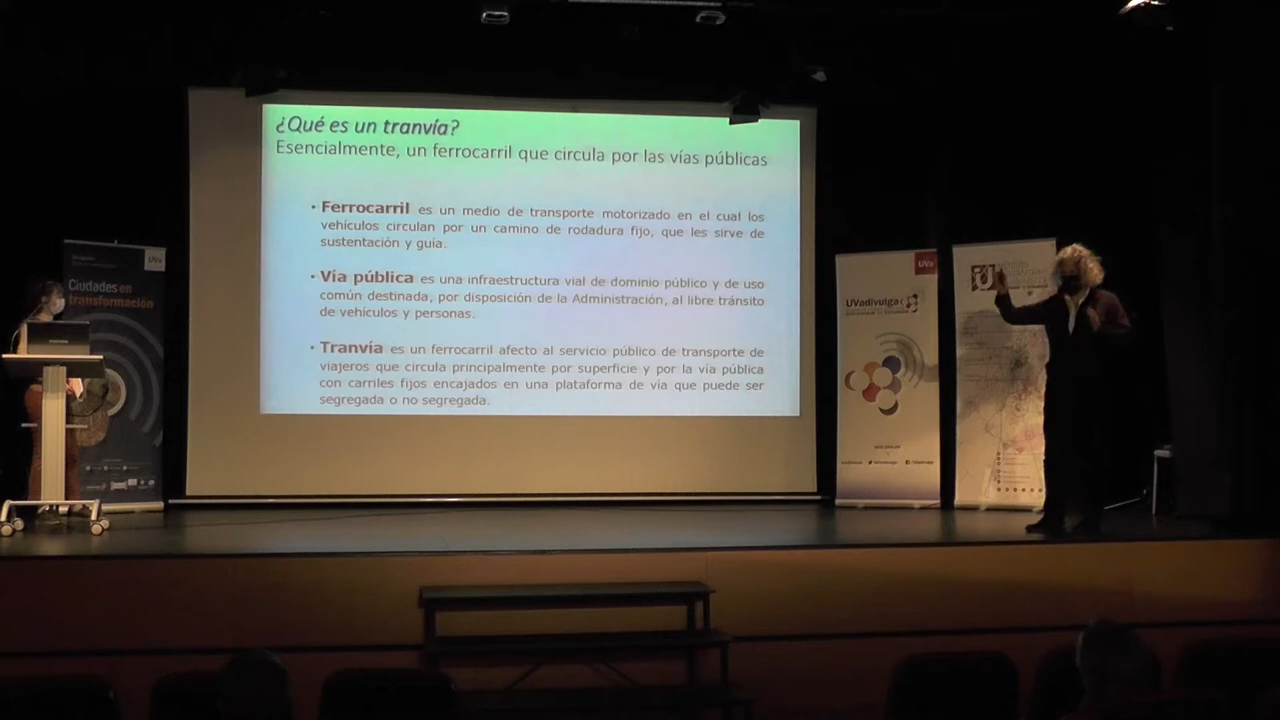 ¿Qué es un tranvía?
Esencialmente, un ferrocarril que circula por las vías públicas
• Ferrocarril es un medio de transporte motorizado en el cual los
vehículos circulan por un camino de rodadura fijo, que les sirve de
sustentación y guía.
• Vía pública es una infraestructura vial de dominio público y de uso
común destinada, por disposición de la Administración, al libre tránsito
de vehículos y personas.
• Tranvía es un ferrocarril afecto al servicio público de transporte de
viajeros que circula principalmente por superficie y por la vía pública
con carriles fijos encajados en una plataforma de vía que puede ser
segregada o no segregada.
UVa
Ciudades en
transformación
UVa
UVadivulga